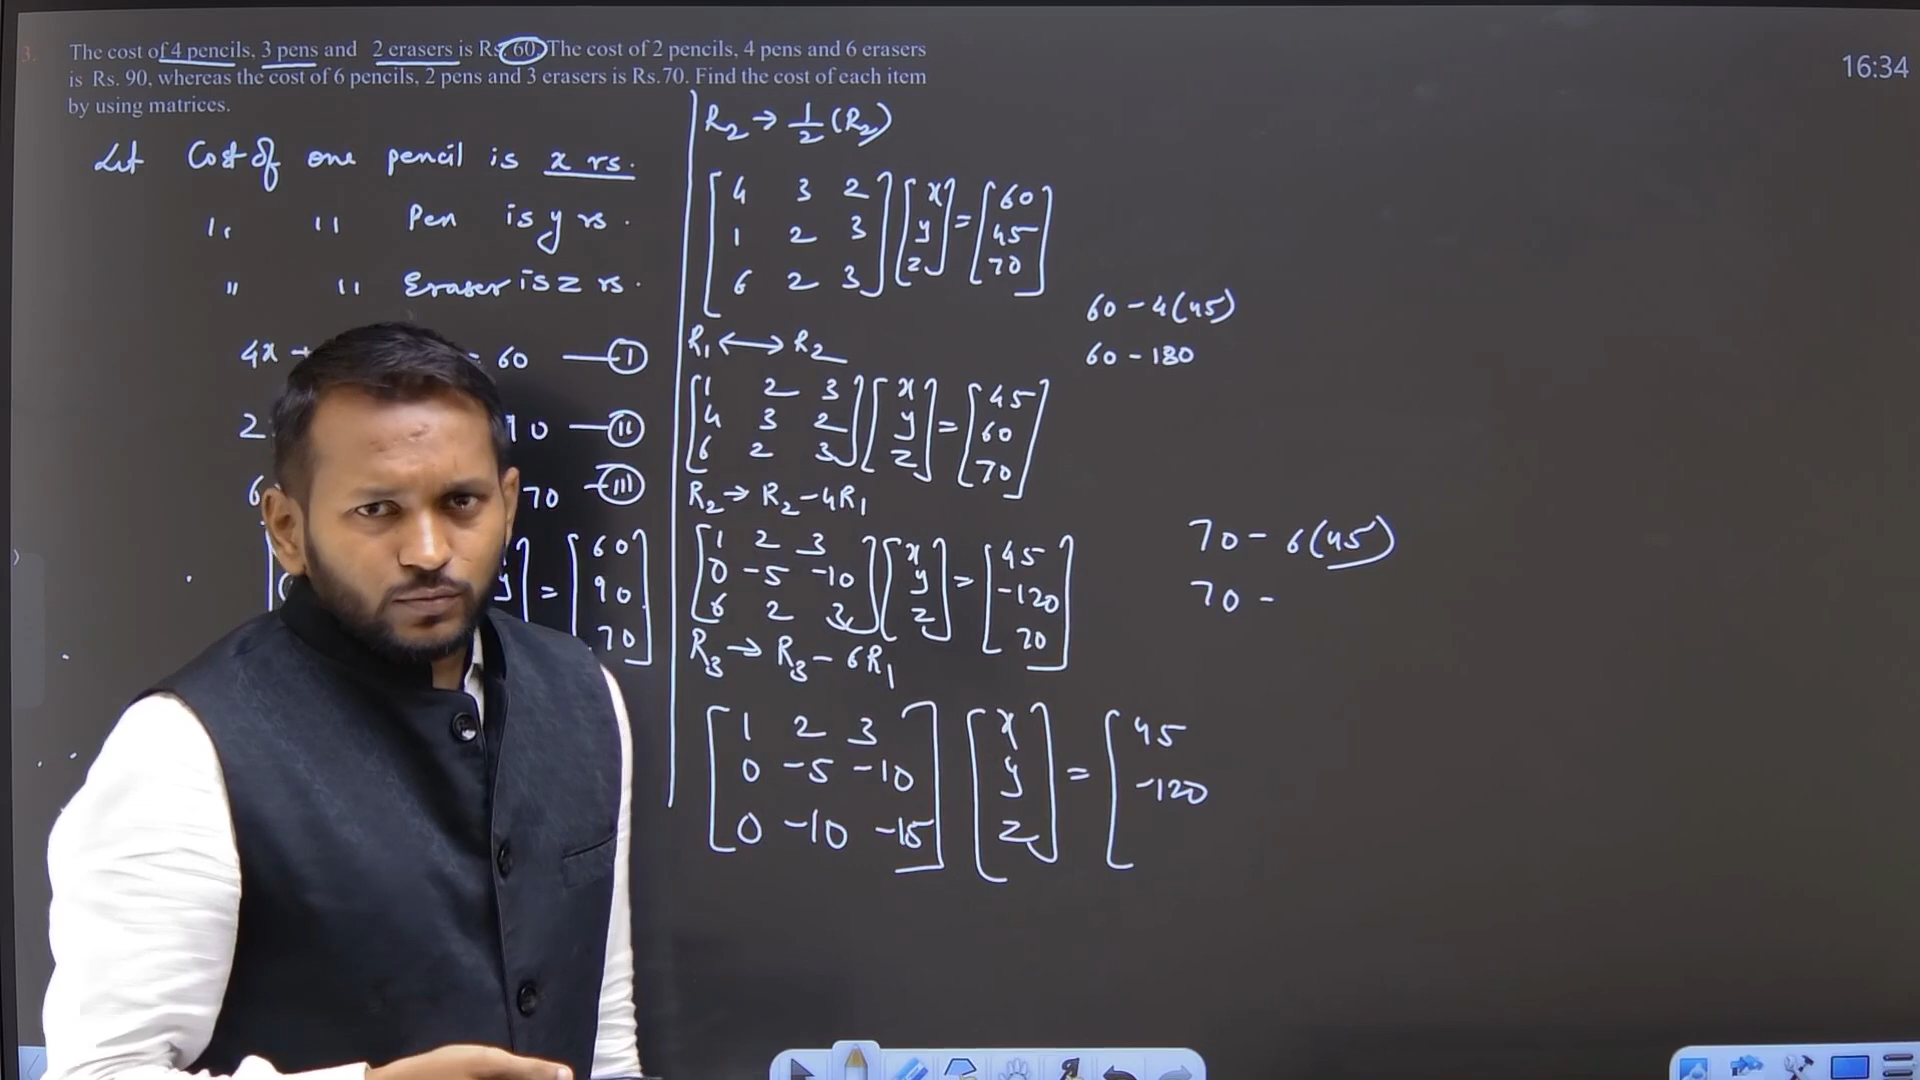 3. The cost of 4 pencils, 3 pens and 2 erasers is Rs. 60. The cost of 2 pencils, 4 pens and 6 erasers
is Rs. 90, whereas the cost of 6 pencils, 2 pens and 3 erasers is Rs.70. Find the cost of each item
by using matrices.
16:34
Let Cost of one pencil is x rs.
" " Pen is y rs.
" " Eraser is z rs.
4x + = 60 — I
2 90 — II
6 70 — III
y = 60
90
70
R2 → 1/2 (R2)
[4 3 2] [x] = [60]
[1 2 3] [y] [45]
[6 2 3] [z] [70]
R1 ↔ R2
[1 2 3] [x] = [45]
[4 3 2] [y] [60]
[6 2 3] [z] [70]
R2 → R2 - 4R1
[1 2 3] [x] = [45]
[0 -5 -10] [y] [-120]
[6 2 3] [z] [70]
R3 → R3 - 6R1
[1 2 3] [x] = [45
[0 -5 -10] [y] [-120
[0 -10 -15] [z] [
60 - 4(45)
60 - 180
70 - 6(45)
70 -